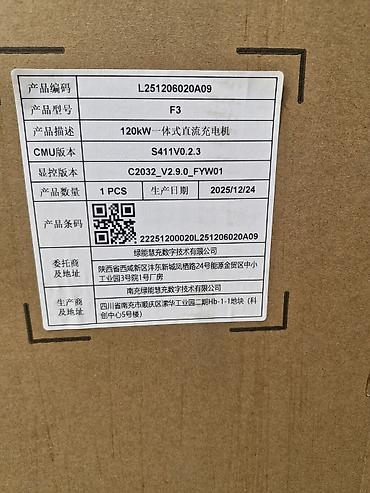 产品编码 L251206020A09
产品型号 F3
产品描述 120kW一体式直流充电机
CMU版本 S411V0.2.3
显控版本 C2032_V2.9.0_FYW01
产品数量 1 PCS 生产日期 2025/12/24
产品条码 22251200020L251206020A09
委托商及地址 绿能慧充数字技术有限公司
陕西省西咸新区沣东新城凤栖路24号能源金贸区中小
工业园3号院1号厂房
生产商及地址 南充绿能慧充数字技术有限公司
四川省南充市顺庆区潆华工业园二期Hb-1-1地块（科
创中心5号楼）